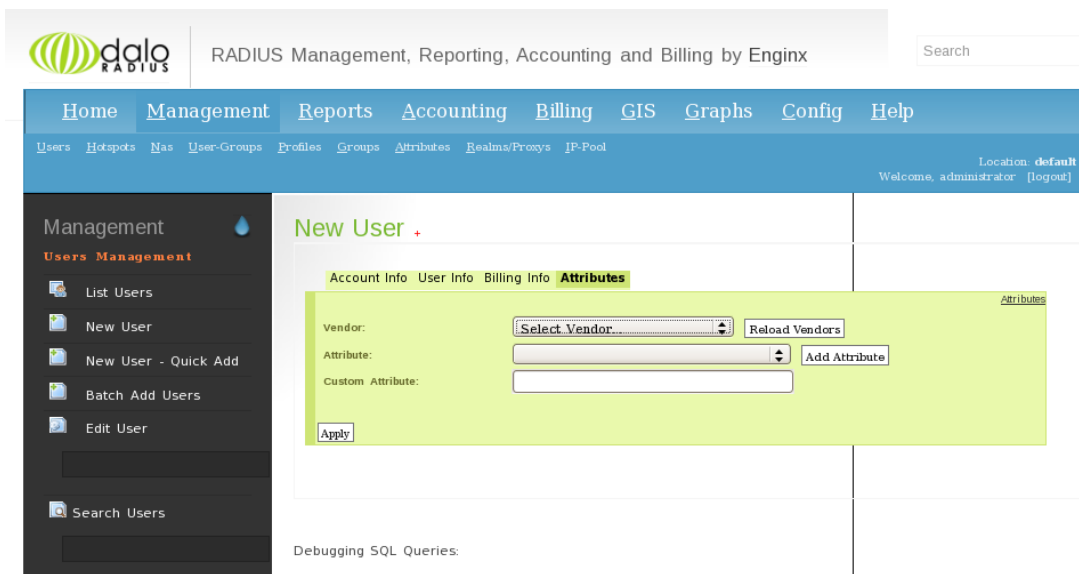 dalo
RADIUS
RADIUS Management, Reporting, Accounting and Billing by Enginx
Search
Home Management Reports Accounting Billing GIS Graphs Config Help
Users Hotspots Nas User-Groups Profiles Groups Attributes Realms/Proxys IP-Pool
Location: default
Welcome, administrator [logout]
Management
Users Management
List Users
New User
New User - Quick Add
Batch Add Users
Edit User
Search Users
New User +
Account Info User Info Billing Info Attributes
Attributes
Vendor: Select Vendor... Reload Vendors
Attribute: Add Attribute
Custom Attribute:
Apply
Debugging SQL Queries: